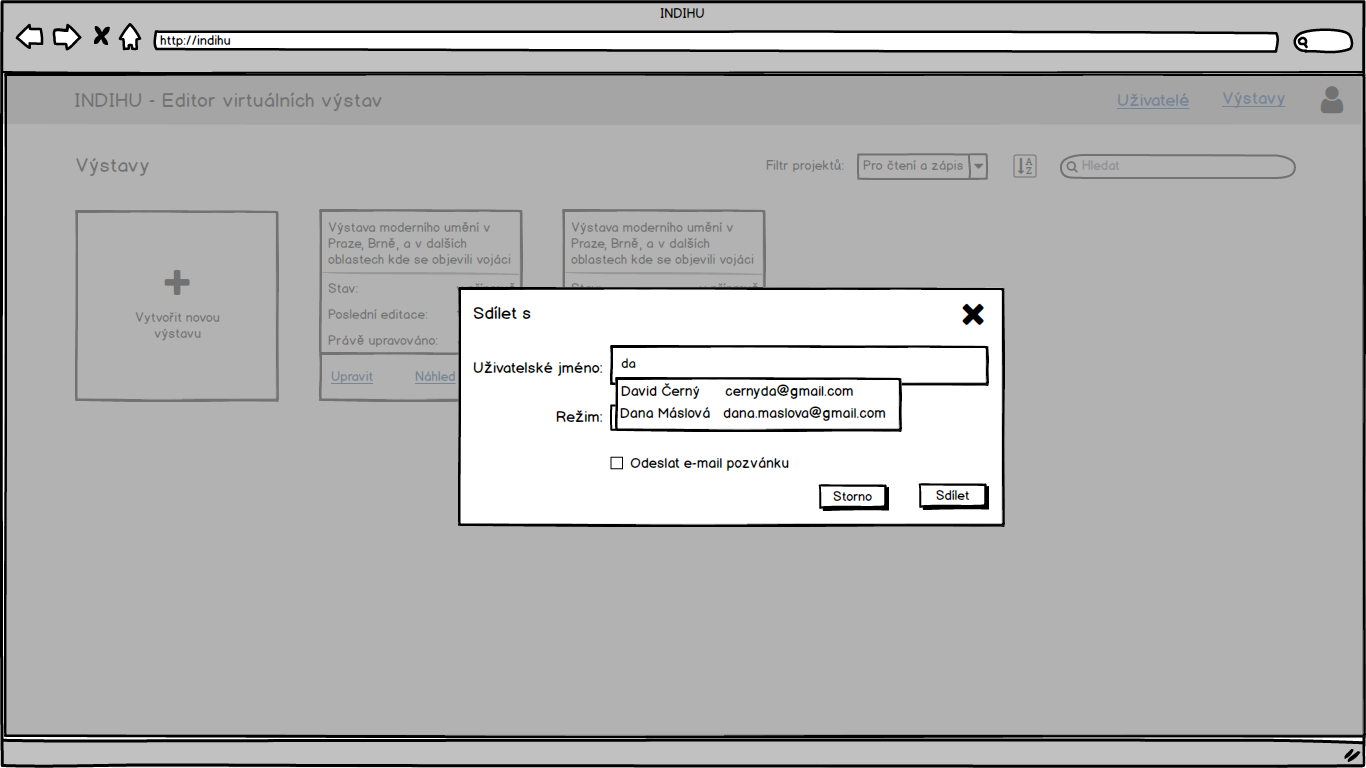 INDIHU
http://indihu
INDIHU - Editor virtuálních výstav
Uživatelé
Výstavy
Výstavy
Filtr projektů:
Pro čtení a zápis
A
Z
Hledat
Vytvořit novou
výstavu
Výstava moderního umění v
Praze, Brně, a v dalších
oblastech kde se objevili vojáci
Stav:
Poslední editace:
Právě upravováno:
Upravit
Náhled
Výstava moderního umění v
Praze, Brně, a v dalších
oblastech kde se objevili vojáci
Sdílet s
Uživatelské jméno:
da
David Černý cernyda@gmail.com
Dana Máslová dana.maslova@gmail.com
Režim:
Odeslat e-mail pozvánku
Storno
Sdílet